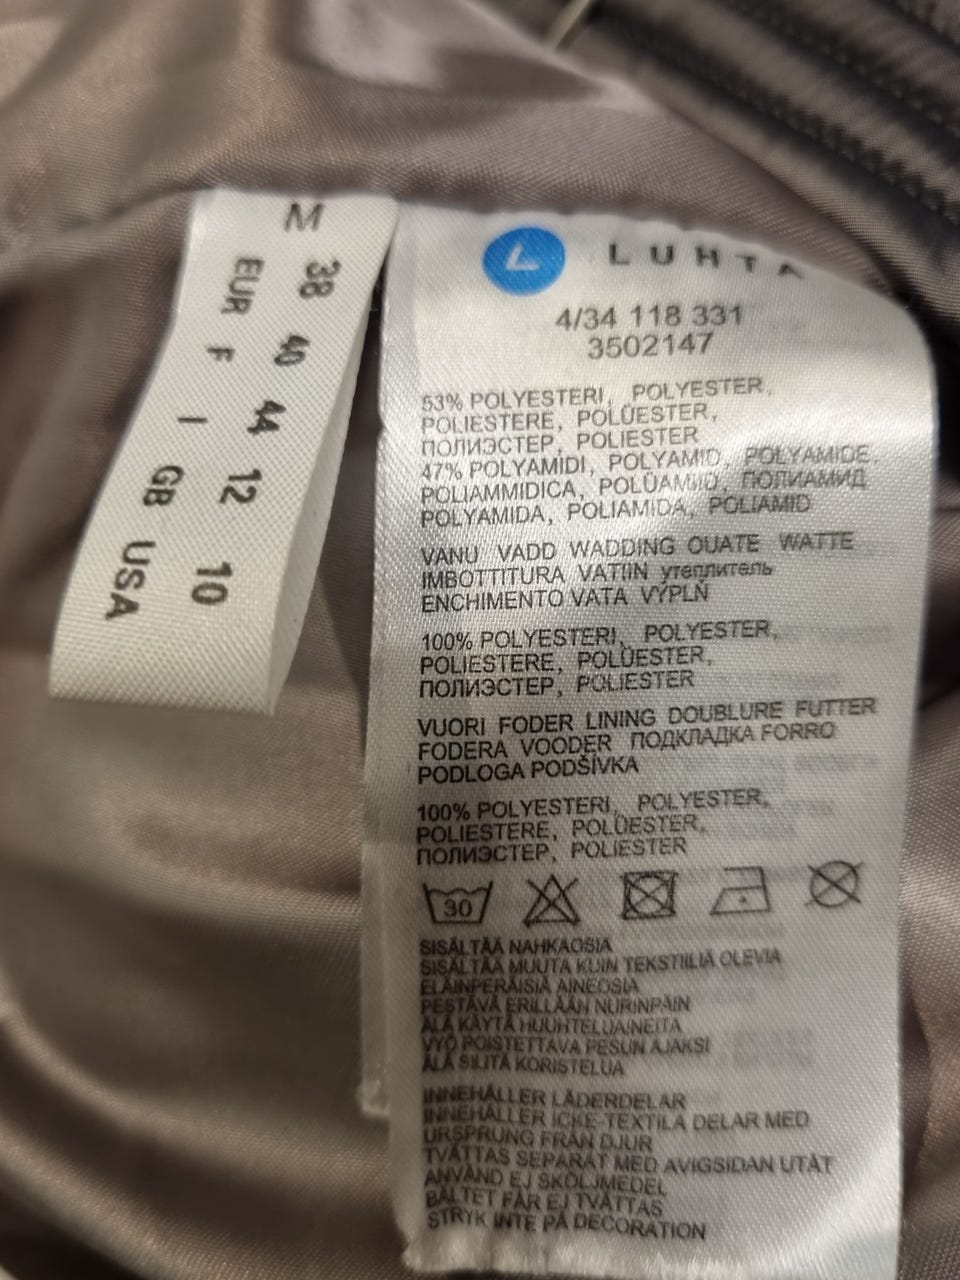 M
EUR 38
F 40
I 44
GB 12
USA 10
L LUHTA
4/34 118 331
3502147
53% POLYESTERI, POLYESTER,
POLIESTERE, POLÜESTER,
ПОЛИЭСТЕР, POLIESTER
47% POLYAMIDI, POLYAMID, POLYAMIDE
POLIAMMIDICA, POLÜAMIID, ПОЛИАМИД
POLYAMIDA, POLIAMIDA, POLIAMID
VANU VADD WADDING OUATE WATTE
IMBOTTITURA VATIIN утеплитель
ENCHIMENTO VATA VÝPLŇ
100% POLYESTERI, POLYESTER,
POLIESTERE, POLÜESTER,
ПОЛИЭСТЕР, POLIESTER
VUORI FODER LINING DOUBLURE FUTTER
FODERA VOODER ПОДКЛАДКА FORRO
PODLOGA PODŠÍVKA
100% POLYESTERI, POLYESTER,
POLIESTERE, POLÜESTER,
ПОЛИЭСТЕР, POLIESTER
30
SISÄLTÄÄ NAHKAOSIA
SISÄLTÄÄ MUUTA KUIN TEKSTIILIÄ OLEVIA
ELÄINPERÄISIÄ AINEOSIA
PESTÄVÄ ERILLÄÄN NURINPÄIN
ÄLÄ KÄYTÄ HUUHTELUAINEITA
VYÖ POISTETTAVA PESUN AJAKSI
ÄLÄ SILITÄ KORISTELUA
INNEHÅLLER LÄDERDELAR
INNEHÅLLER ICKE-TEXTILA DELAR MED
URSPRUNG FRÅN DJUR
TVÄTTAS SEPARAT MED AVIGSIDAN UTÅT
ANVÄND EJ SKÖLJMEDEL
BÄLTET FÅR EJ TVÄTTAS
STRYK INTE PÅ DECORATION